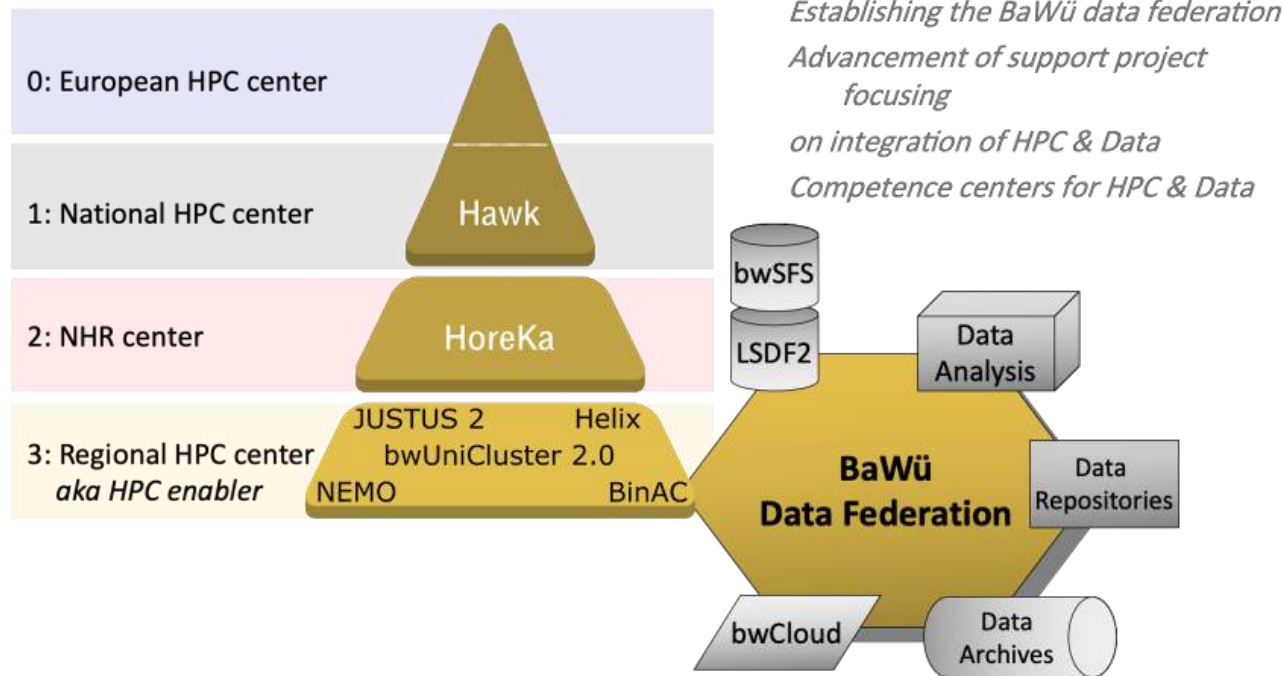 Establishing the BaWü data federation
Advancement of support project
focusing
on integration of HPC & Data
Competence centers for HPC & Data
0: European HPC center
1: National HPC center
Hawk
2: NHR center
HoreKa
3: Regional HPC center
aka HPC enabler
JUSTUS 2 Helix
bwUniCluster 2.0
NEMO BinAC
bwSFS
LSDF2
Data
Analysis
BaWü
Data Federation
Data
Repositories
bwCloud
Data
Archives